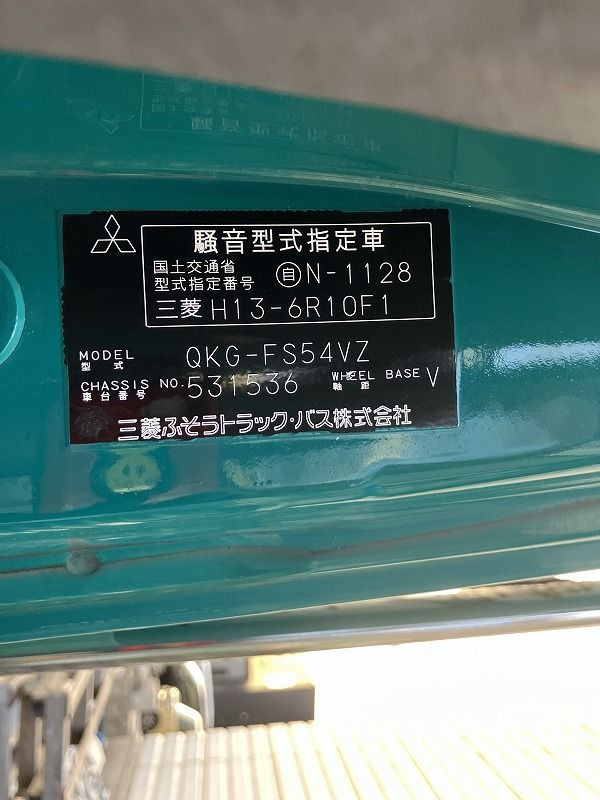 騒音型式指定車
国土交通省
型式指定番号 自N-1128
三菱 H13-6R10F1
MODEL QKG-FS54VZ
型式
CHASSIS NO. 531536 WHEEL BASE V
車台番号 軸距
三菱ふそうトラック・バス株式会社